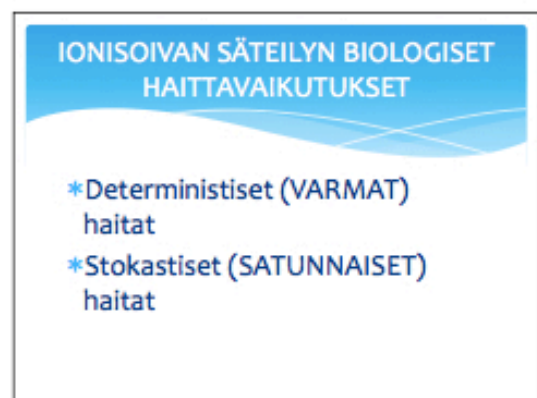 IONISOIVAN SÄTEILYN BIOLOGISET
HAITTAVAIKUTUKSET
*Deterministiset (VARMAT)
haitat
*Stokastiset (SATUNNAISET)
haitat